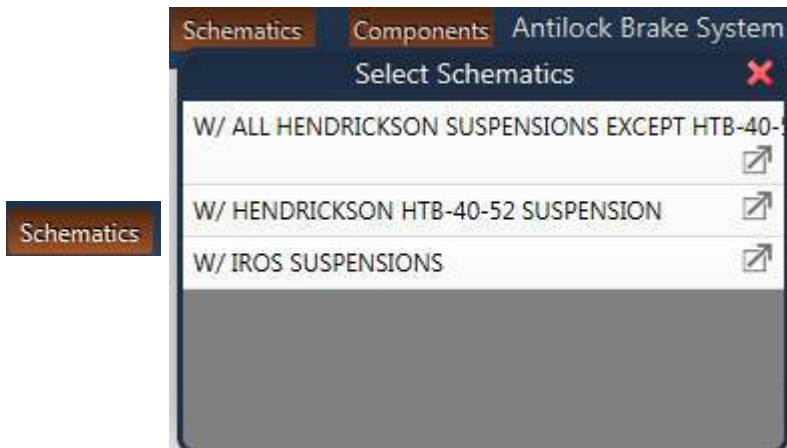 Schematics
Schematics Components Antilock Brake System
Select Schematics
W/ ALL HENDRICKSON SUSPENSIONS EXCEPT HTB-40-
W/ HENDRICKSON HTB-40-52 SUSPENSION
W/ IROS SUSPENSIONS